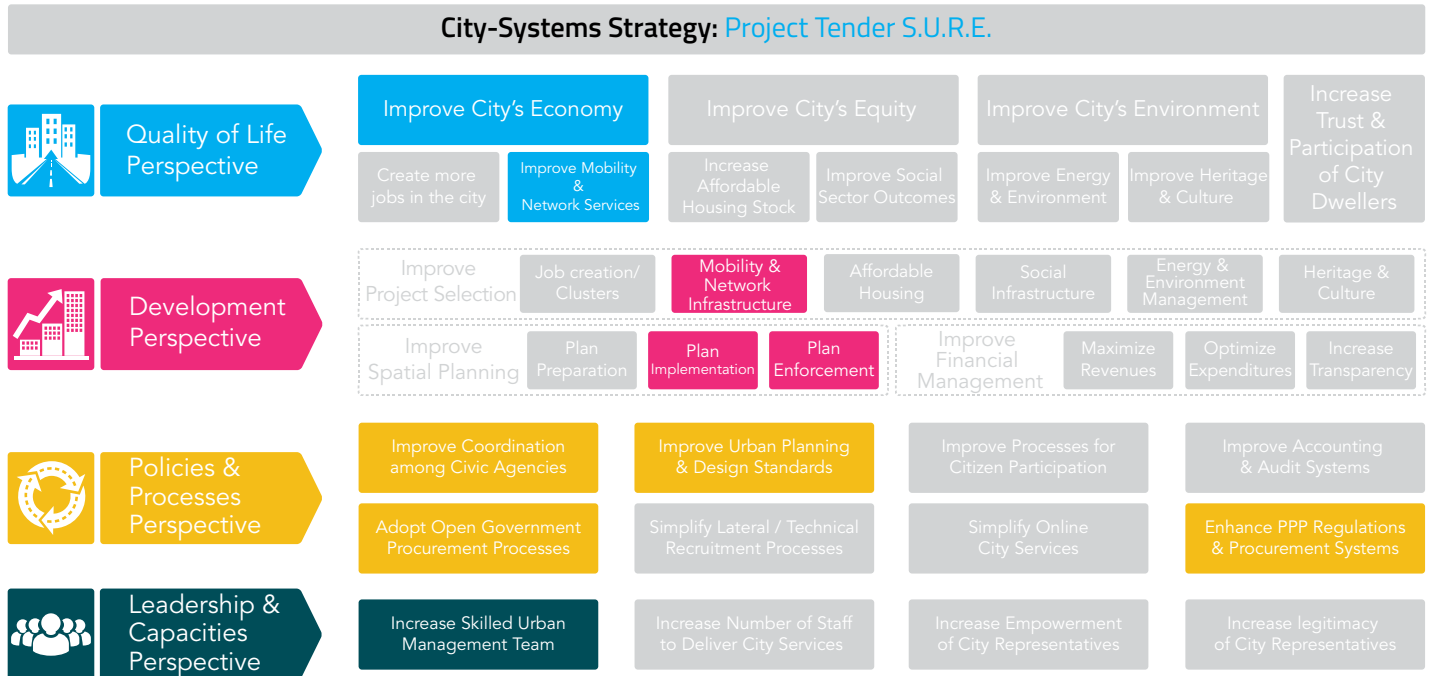 City-Systems Strategy: Project Tender S.U.R.E.
Quality of Life
Perspective
Improve City's Economy
Improve City's Equity
Improve City's Environment
Increase
Trust &
Participation
of City
Dwellers
Create more
jobs in the city
Improve Mobility
&
Network Services
Increase
Affordable
Housing Stock
Improve Social
Sector Outcomes
Improve Energy
& Environment
Improve Heritage
& Culture
Development
Perspective
Improve
Project Selection
Job creation/
Clusters
Mobility &
Network
Infrastructure
Affordable
Housing
Social
Infrastructure
Energy &
Environment
Management
Heritage &
Culture
Improve
Spatial Planning
Plan
Preparation
Plan
Implementation
Plan
Enforcement
Improve
Financial
Management
Maximize
Revenues
Optimize
Expenditures
Increase
Transparency
Policies &
Processes
Perspective
Improve Coordination
among Civic Agencies
Improve Urban Planning
& Design Standards
Improve Processes for
Citizen Participation
Improve Accounting
& Audit Systems
Adopt Open Government
Procurement Processes
Simplify Lateral / Technical
Recruitment Processes
Simplify Online
City Services
Enhance PPP Regulations
& Procurement Systems
Leadership &
Capacities
Perspective
Increase Skilled Urban
Management Team
Increase Number of Staff
to Deliver City Services
Increase Empowerment
of City Representatives
Increase legitimacy
of City Representatives